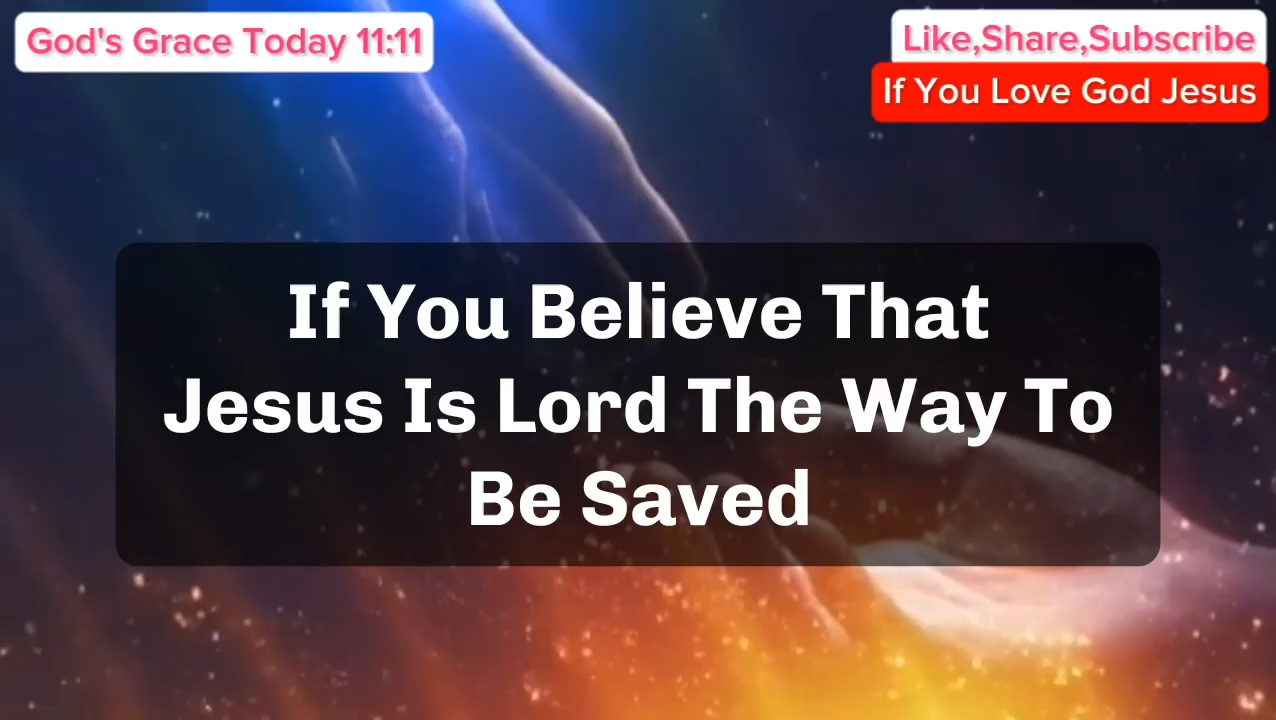 God's Grace Today 11:11
Like,Share,Subscribe
If You Love God Jesus
If You Believe That
Jesus Is Lord The Way To
Be Saved